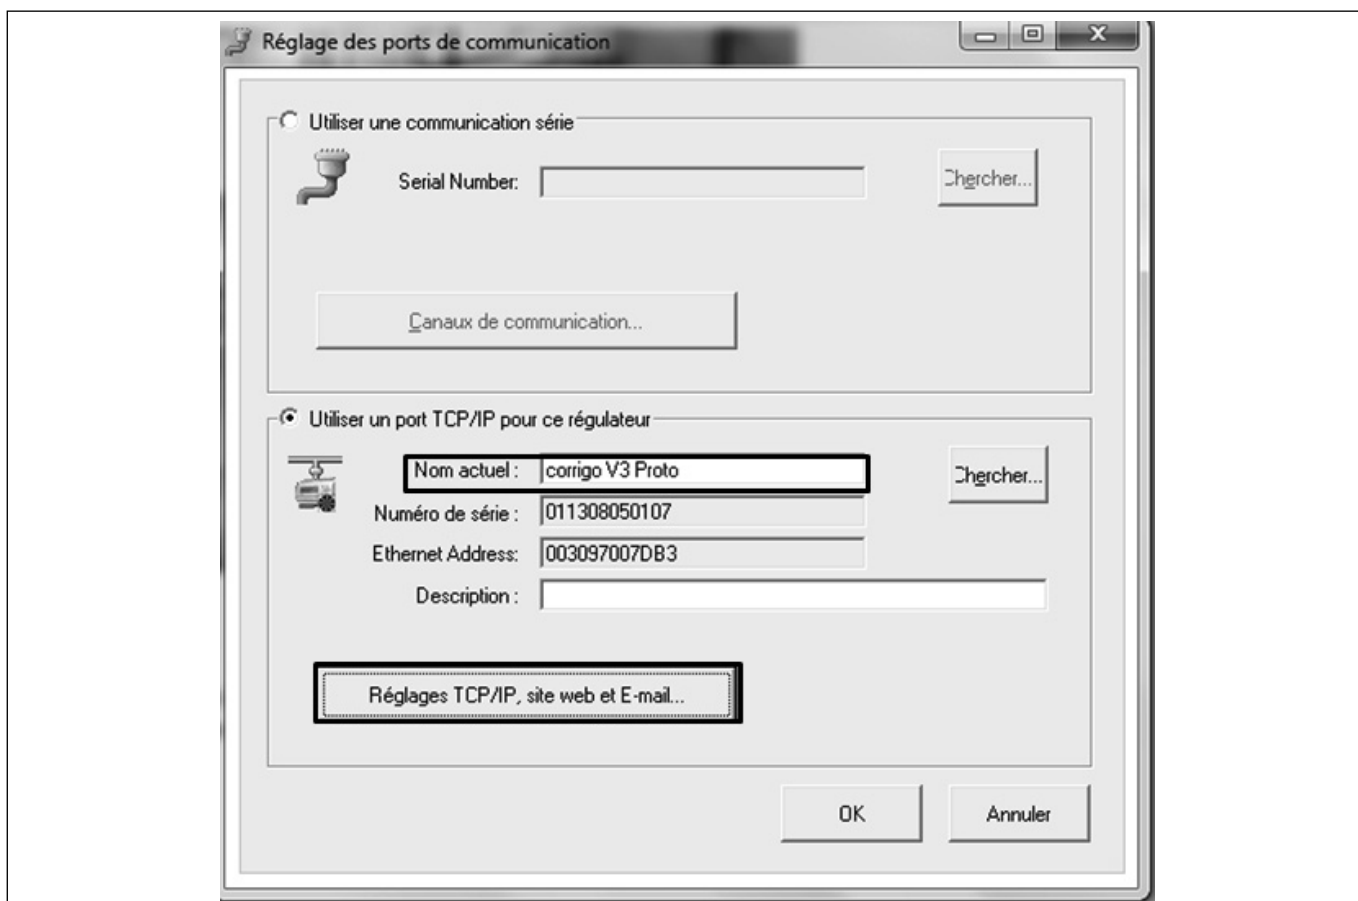 Réglage des ports de communication
Utiliser une communication série
Serial Number:
Chercher...
Canaux de communication...
Utiliser un port TCP/IP pour ce régulateur
Nom actuel : corrigo V3 Proto
Chercher...
Numéro de série : 011308050107
Ethernet Address: 003097007DB3
Description :
Réglages TCP/IP, site web et E-mail...
OK
Annuler